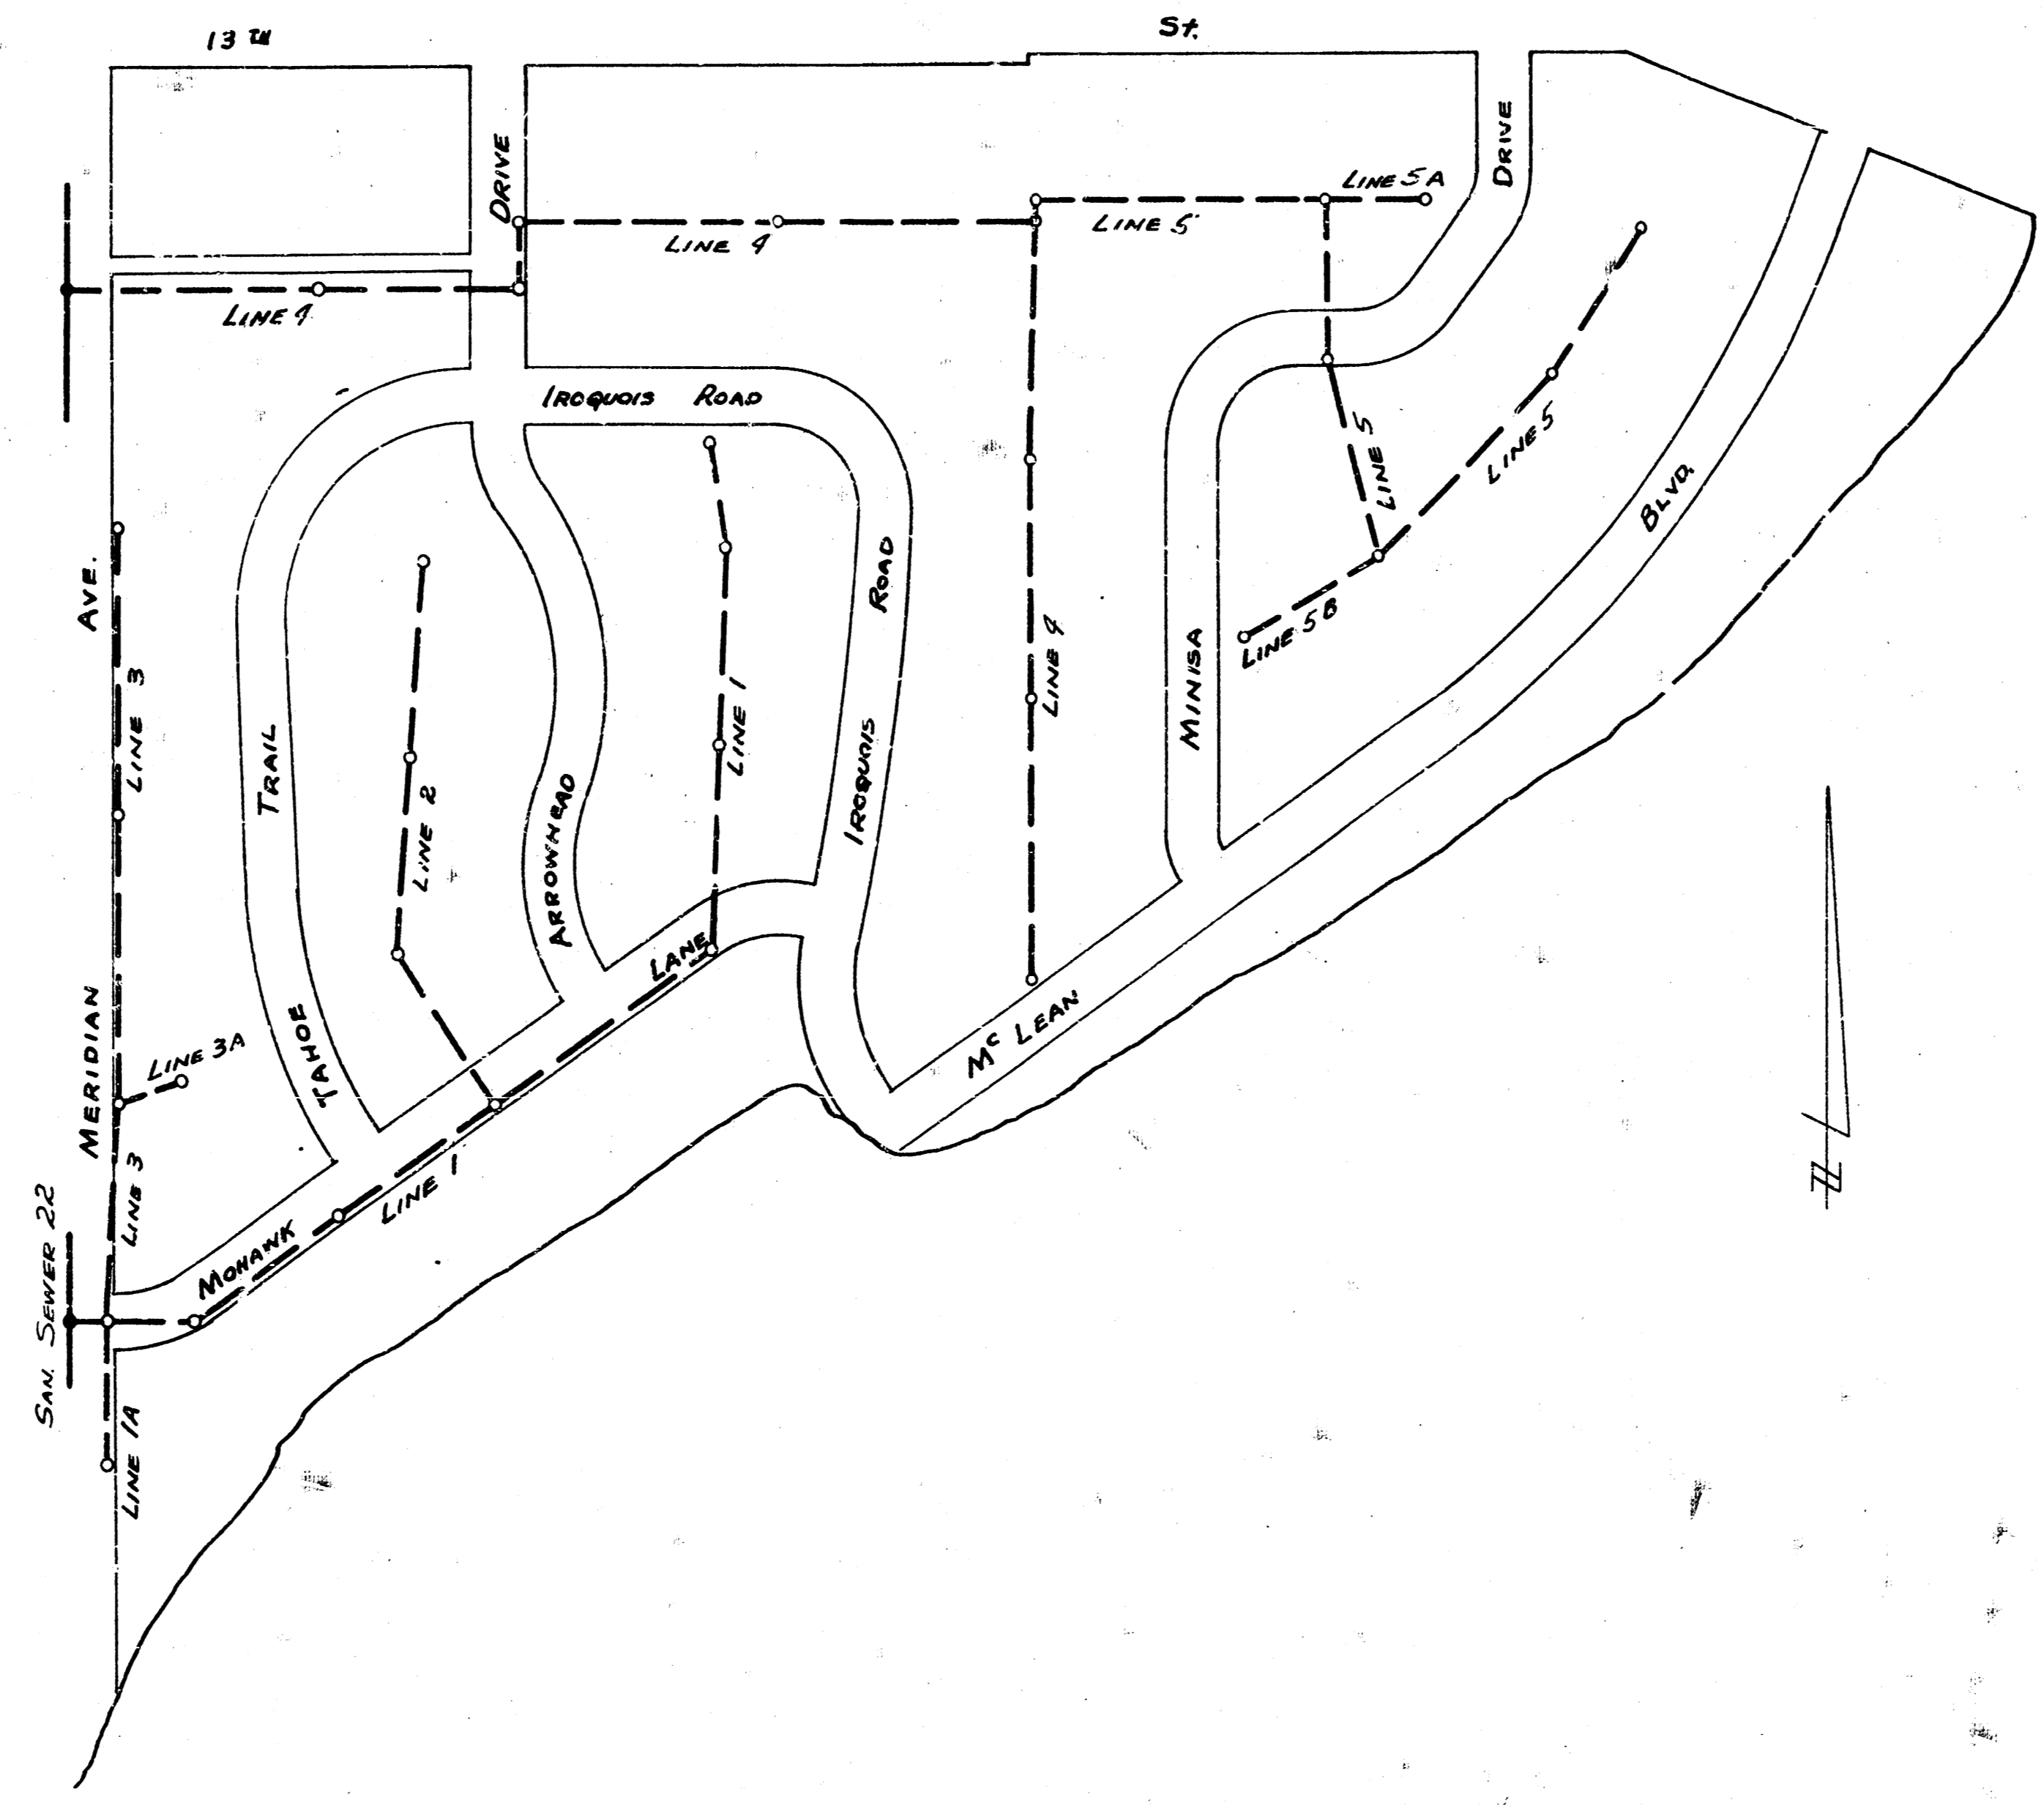 13TH
St.
DRIVE
DRIVE
LINE 5A
LINE 5
LINE 4
LINE 4
IROQUOIS ROAD
LINE 5
LINE 5
BLVD.
AVE.
ROAD
LINE 5B
LINE 4
MINISA
LINE 3
LINE 1
TRAIL
IROQUIS
LINE 2
ARROWHEAD
LANE
MC LEAN
MERIDIAN
LINE 3A
TAHOE
LINE 3
LINE 1
MOHAWK
SAN. SEWER 22
LINE 1A
N